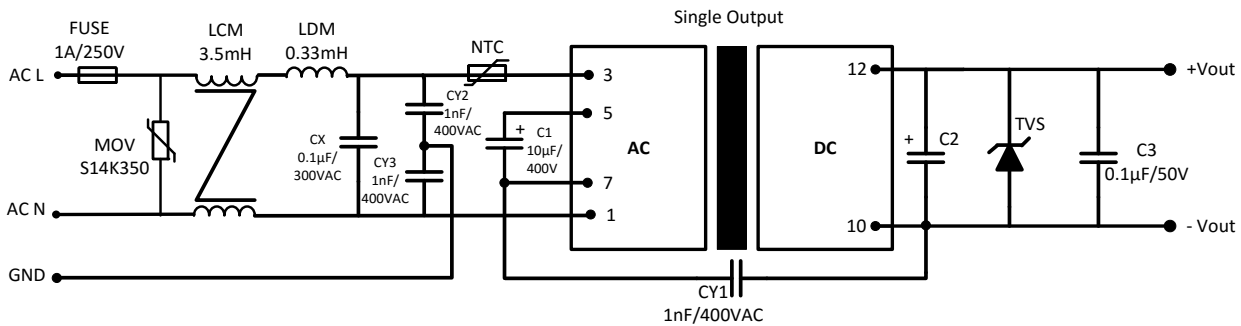 Single Output
FUSE
1A/250V
LCM
3.5mH
LDM
0.33mH
NTC
AC L
3
12
+Vout
5
CY2
1nF/
400VAC
C1
10μF/
400V
+
MOV
S14K350
CX
0.1μF/
300VAC
CY3
1nF/
400VAC
AC
DC
+
C2
TVS
C3
0.1μF/50V
7
AC N
1
10
- Vout
GND
CY1
1nF/400VAC